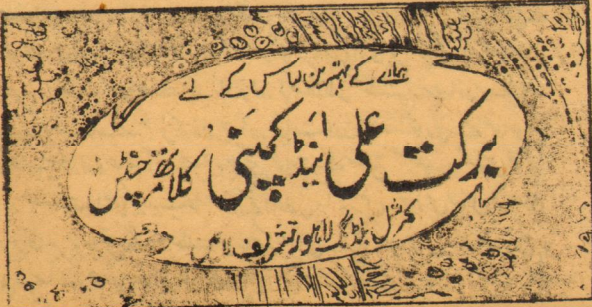 ہمارے کے بہترین لباس کے لئے
برکت علی اینڈ کمپنی کلاتھ مرچنٹس
کمرشل بلڈنگ لاہور تشریف لائیں